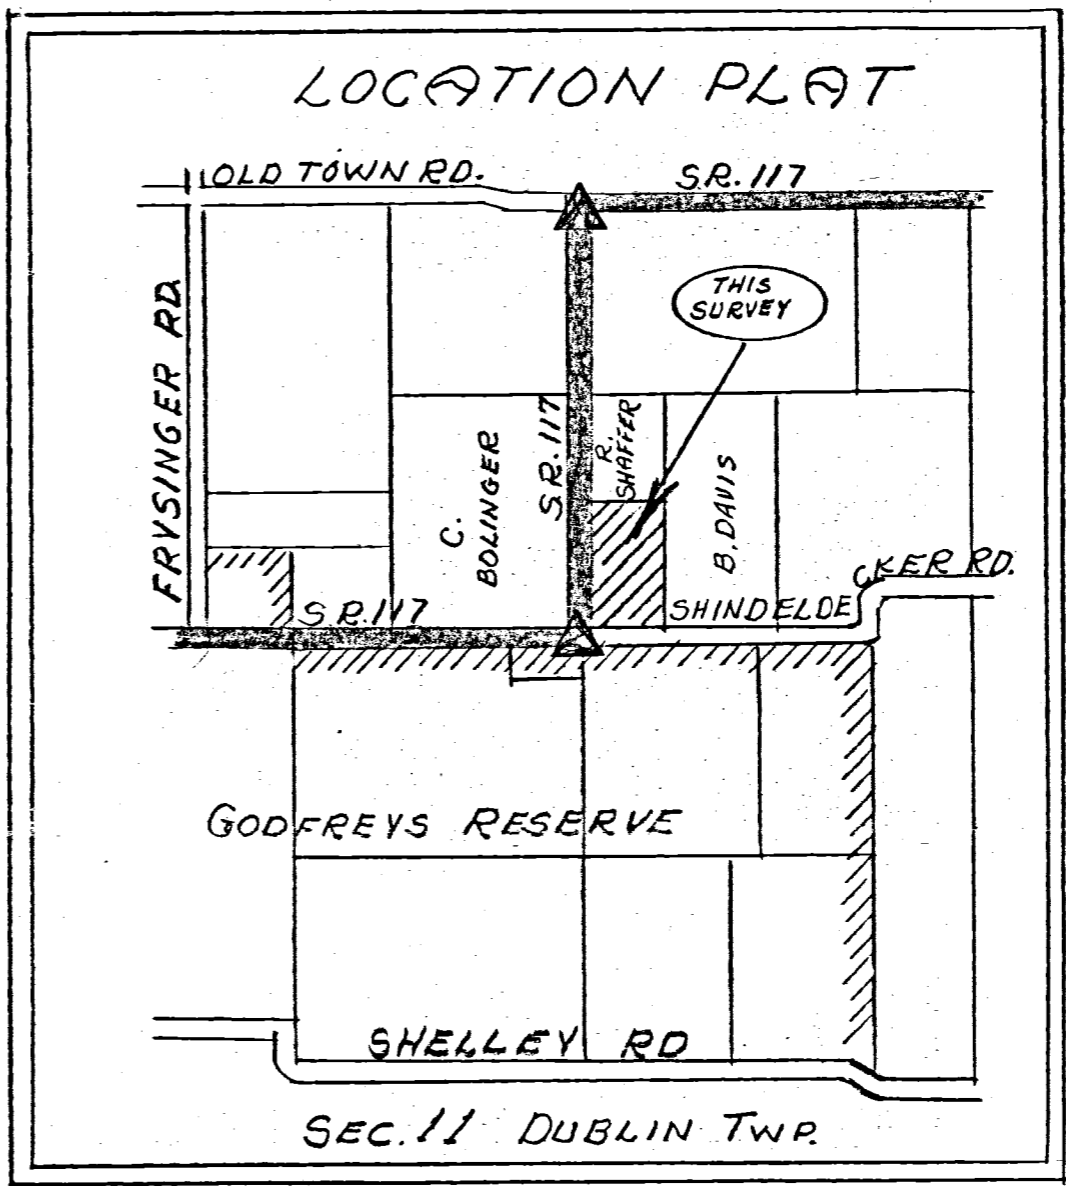 LOCATION PLAT
OLD TOWN RD.
S.R. 117
THIS
SURVEY
FRYSINGER RD.
S.R. 117
R.
SHAFFER
C.
BOLINGER
B. DAVIS
SHINDELDECKER RD.
S.R. 117
GODFREYS RESERVE
SHELLEY RD
SEC. 11 DUBLIN TWP.